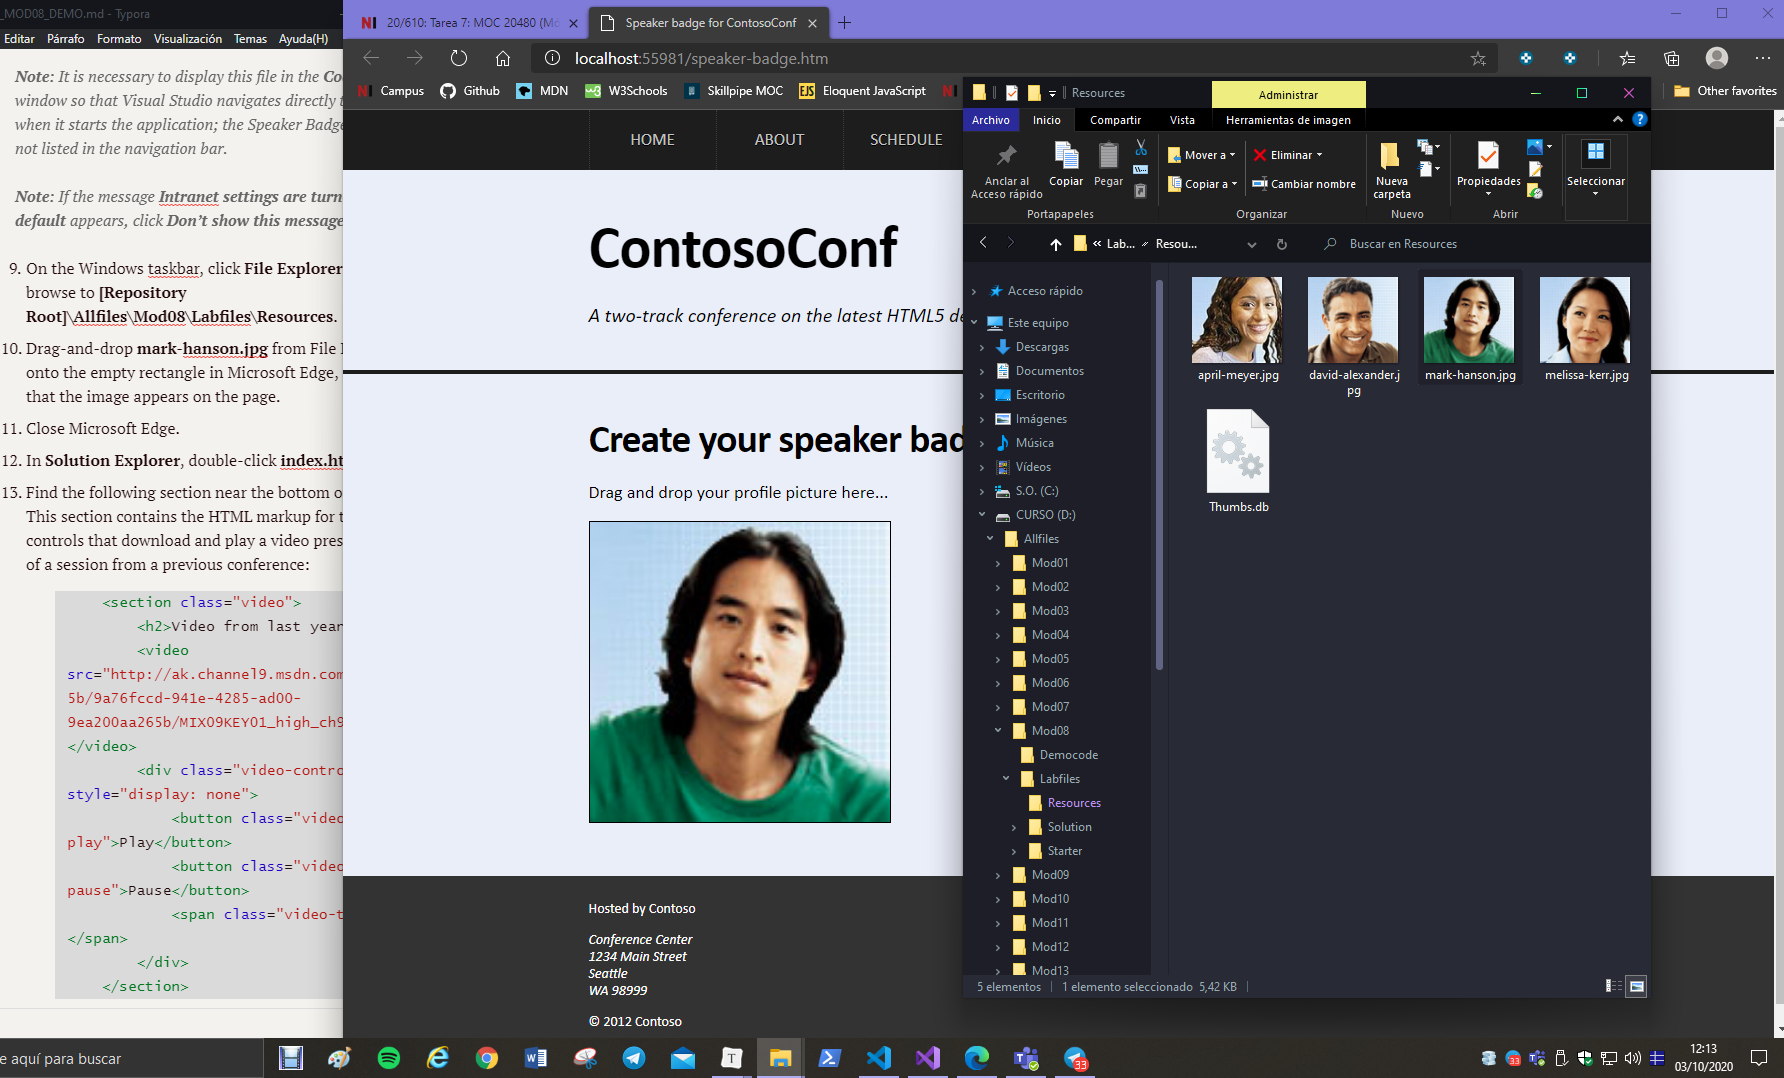 _MOD08_DEMO.md - Typora
Editar Párrafo Formato Visualización Temas Ayuda(H)
Note: It is necessary to display this file in the
window so that Visual Studio navigates directly
when it starts the application; the Speaker Badge
not listed in the navigation bar.
Note: If the message Intranet settings are turn
default appears, click Don’t show this message
9. On the Windows taskbar, click File Explorer
browse to [Repository
Root]\Allfiles\Mod08\Labfiles\Resources.
10. Drag-and-drop mark-hanson.jpg from File
onto the empty rectangle in Microsoft Edge,
that the image appears on the page.
11. Close Microsoft Edge.
12. In Solution Explorer, double-click index.ht
13. Find the following section near the bottom o
This section contains the HTML markup for
controls that download and play a video pres
of a session from a previous conference:
<section class="video">
<h2>Video from last year
<video
src="http://ak.channel9.msdn.com
5b/9a76fccd-941e-4285-ad00-
9ea200aa265b/MIX09KEY01_high_ch9
</video>
<div class="video-contro
style="display: none">
<button class="video
play">Play</button>
<button class="video
pause">Pause</button>
<span class="video-t
</span>
</div>
</section>
20/610: Tarea 7: MOC 20480 (Mo
Speaker badge for ContosoConf
localhost:55981/speaker-badge.htm
Campus Github MDN W3Schools Skillpipe MOC Eloquent JavaScript
Other favorites
HOME ABOUT SCHEDULE
ContosoConf
A two-track conference on the latest HTML5 de
Create your speaker bad
Drag and drop your profile picture here...
Hosted by Contoso
Conference Center
1234 Main Street
Seattle
WA 98999
© 2012 Contoso
Resources
Administrar
Archivo Inicio Compartir Vista Herramientas de imagen
Anclar al
Acceso rápido
Copiar
Pegar
Portapapeles
Mover a
Copiar a
Eliminar
Cambiar nombre
Organizar
Nueva
carpeta
Nuevo
Propiedades
Abrir
Seleccionar
« Lab... Resou...
Buscar en Resources
Acceso rápido
Este equipo
Descargas
Documentos
Escritorio
Imágenes
Música
Vídeos
S.O. (C:)
CURSO (D:)
Allfiles
Mod01
Mod02
Mod03
Mod04
Mod05
Mod06
Mod07
Mod08
Democode
Labfiles
Resources
Solution
Starter
Mod09
Mod10
Mod11
Mod12
Mod13
april-meyer.jpg
david-alexander.j
pg
mark-hanson.jpg
melissa-kerr.jpg
Thumbs.db
5 elementos 1 elemento seleccionado 5,42 KB
e aquí para buscar
33
33
12:13
03/10/2020